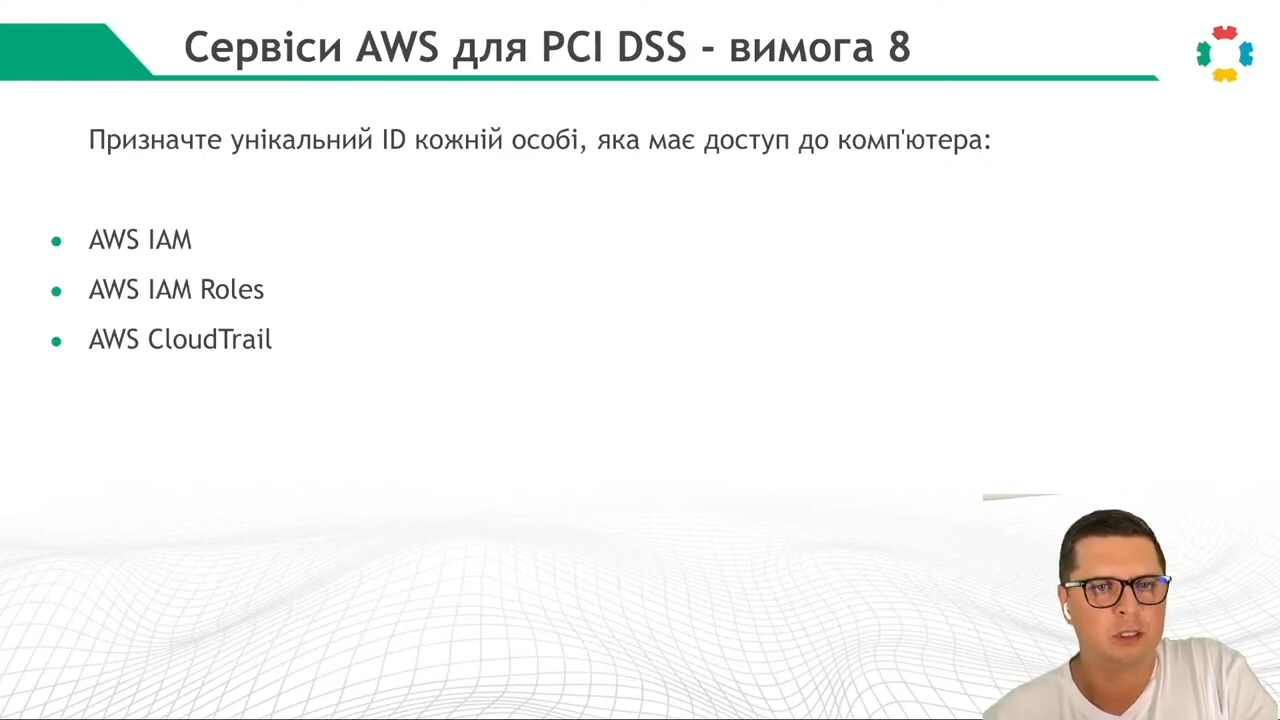 Сервіси AWS для PCI DSS - вимога 8
Призначте унікальний ID кожній особі, яка має доступ до комп'ютера:
AWS IAM
AWS IAM Roles
AWS CloudTrail